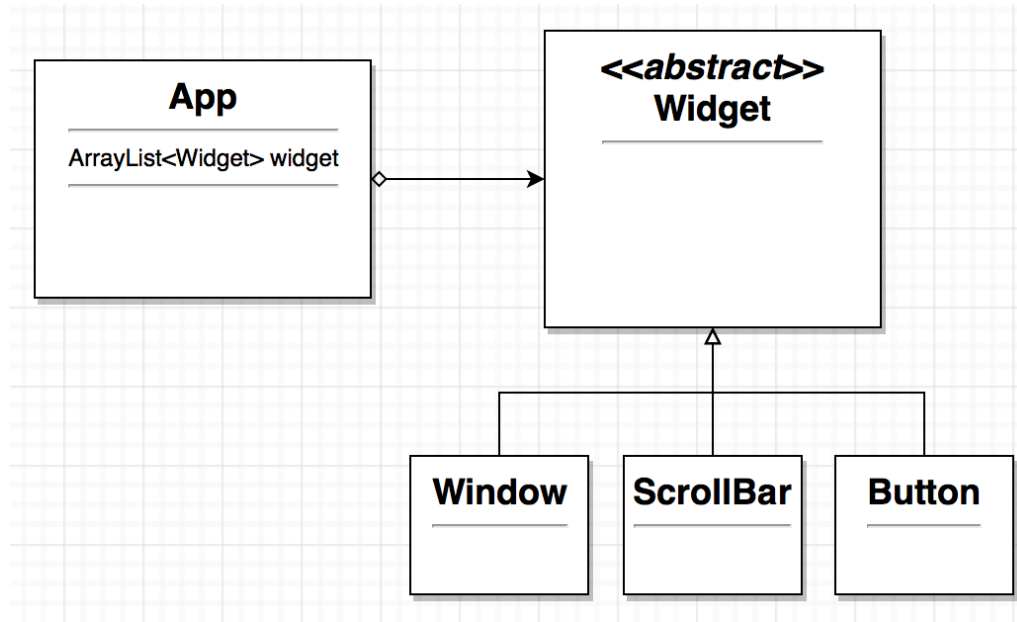 App
ArrayList<Widget> widget
<<abstract>>
Widget
Window
ScrollBar
Button